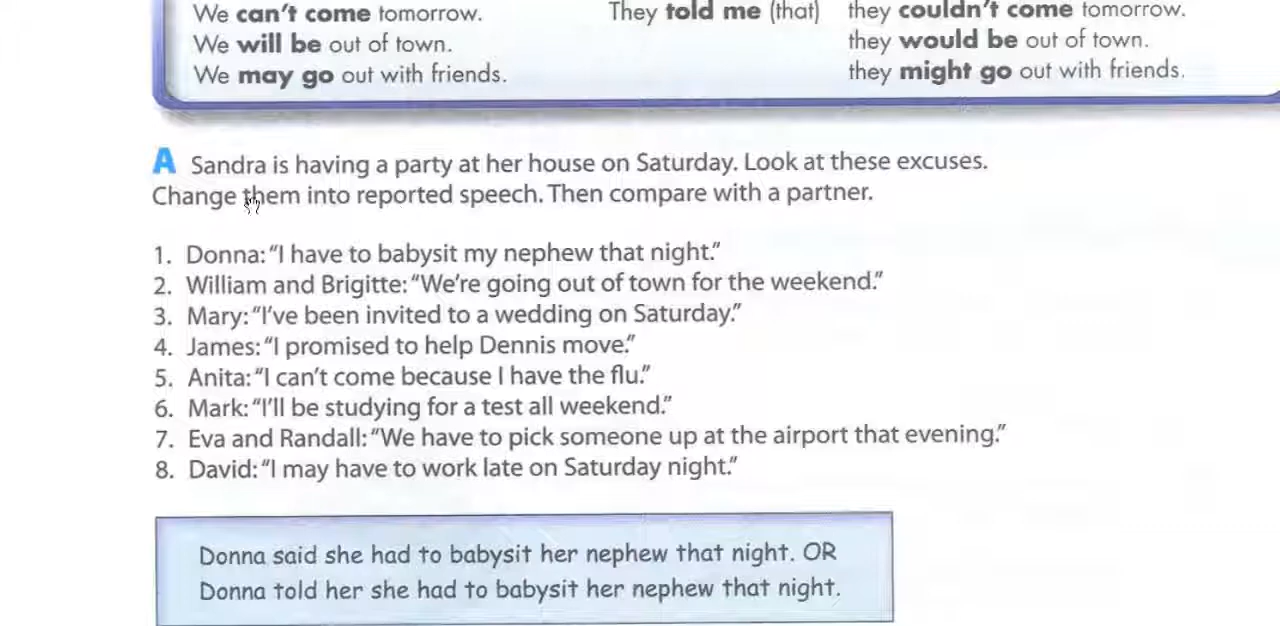 We can't come tomorrow. They told me (that) they couldn't come tomorrow.
We will be out of town. they would be out of town.
We may go out with friends. they might go out with friends.
A Sandra is having a party at her house on Saturday. Look at these excuses.
Change them into reported speech. Then compare with a partner.
1. Donna: "I have to babysit my nephew that night."
2. William and Brigitte: "We're going out of town for the weekend."
3. Mary: "I've been invited to a wedding on Saturday."
4. James: "I promised to help Dennis move."
5. Anita: "I can't come because I have the flu."
6. Mark: "I'll be studying for a test all weekend."
7. Eva and Randall: "We have to pick someone up at the airport that evening."
8. David: "I may have to work late on Saturday night."
Donna said she had to babysit her nephew that night. OR
Donna told her she had to babysit her nephew that night.